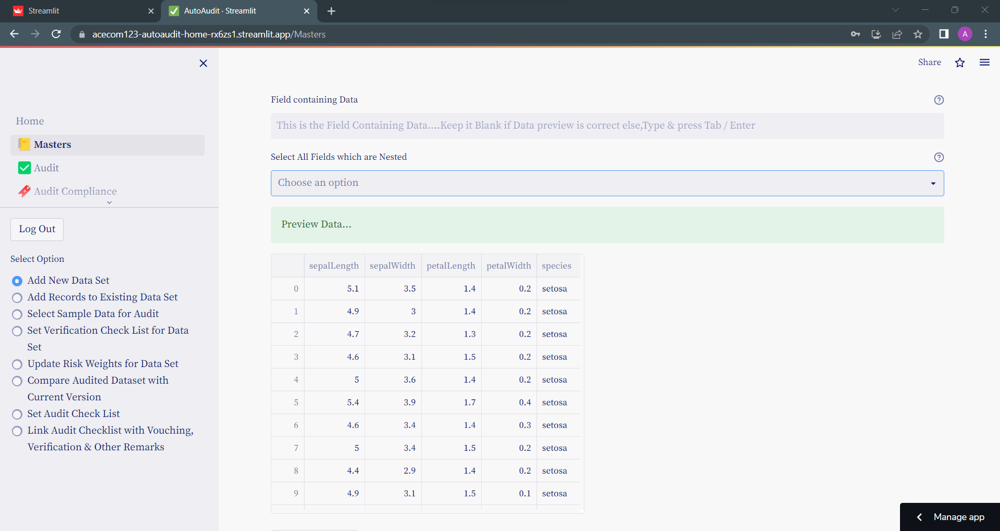 Streamlit
AutoAudit · Streamlit
acecom123-autoaudit-home-rx6zs1.streamlit.app/Masters
A
Share
Home
Masters
Audit
Audit Compliance
Log Out
Select Option
Add New Data Set
Add Records to Existing Data Set
Select Sample Data for Audit
Set Verification Check List for Data
Set
Update Risk Weights for Data Set
Compare Audited Dataset with
Current Version
Set Audit Check List
Link Audit Checklist with Vouching,
Verification & Other Remarks
Field containing Data
This is the Field Containing Data....Keep it Blank if Data preview is correct else,Type & press Tab / Enter
Select All Fields which are Nested
Choose an option
Preview Data...
sepalLength sepalWidth petalLength petalWidth species
0 5.1 3.5 1.4 0.2 setosa
1 4.9 3 1.4 0.2 setosa
2 4.7 3.2 1.3 0.2 setosa
3 4.6 3.1 1.5 0.2 setosa
4 5 3.6 1.4 0.2 setosa
5 5.4 3.9 1.7 0.4 setosa
6 4.6 3.4 1.4 0.3 setosa
7 5 3.4 1.5 0.2 setosa
8 4.4 2.9 1.4 0.2 setosa
9 4.9 3.1 1.5 0.1 setosa
Manage app